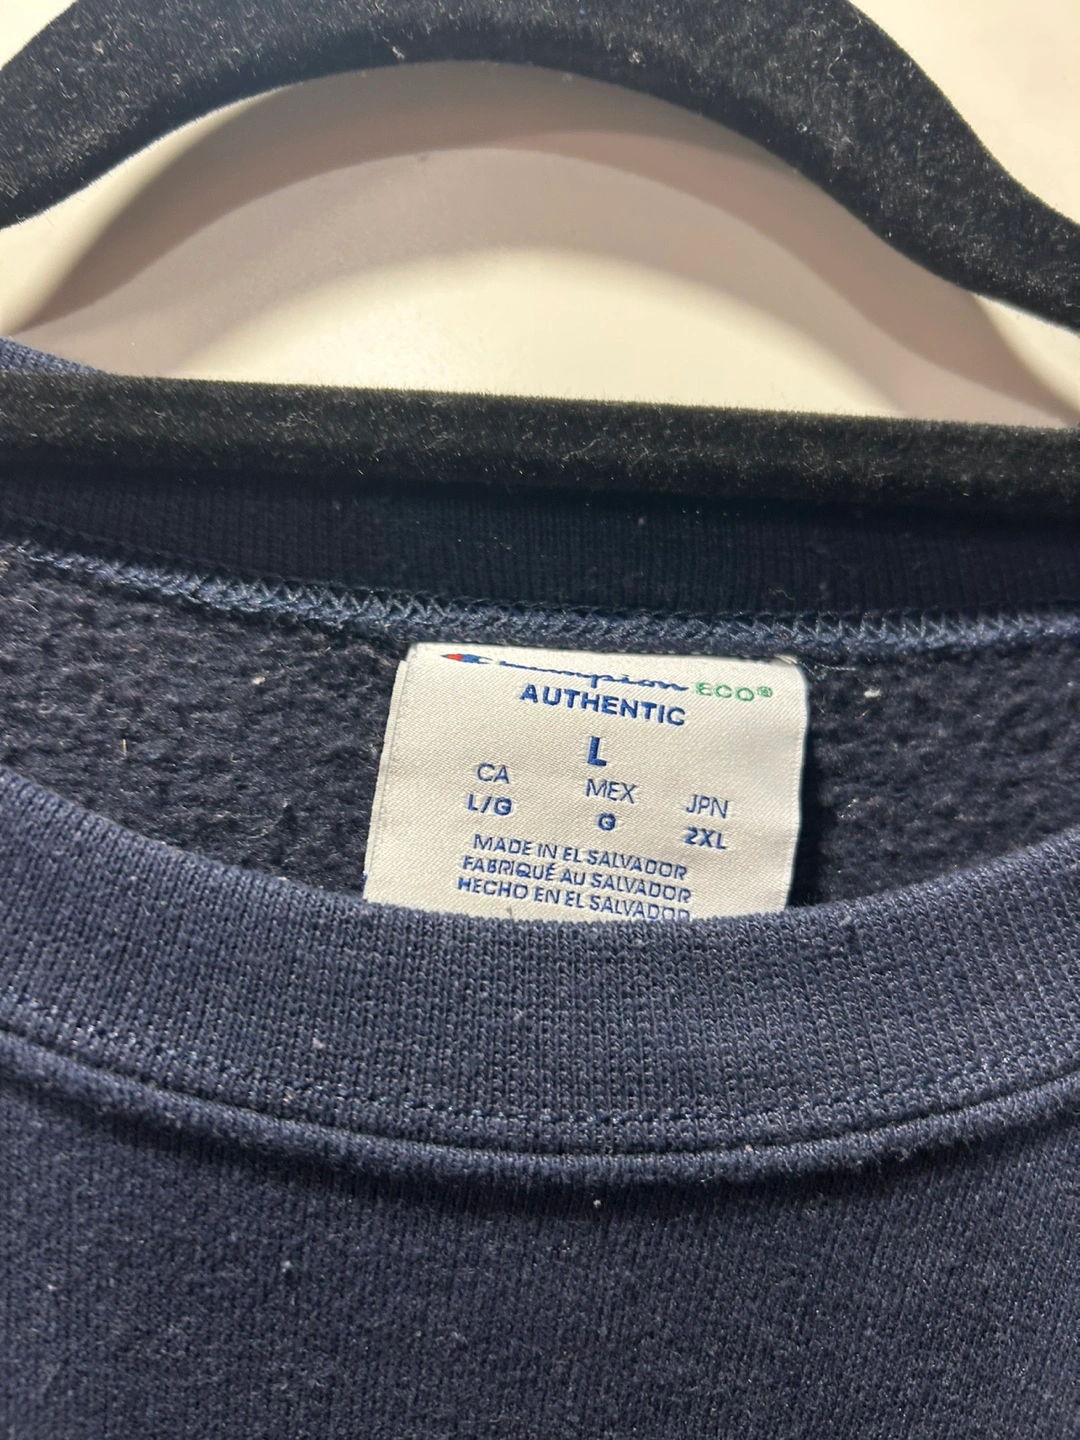 Champion ECO®
AUTHENTIC
L
CA MEX JPN
L/G G 2XL
MADE IN EL SALVADOR
FABRIQUÉ AU SALVADOR
HECHO EN EL SALVADOR